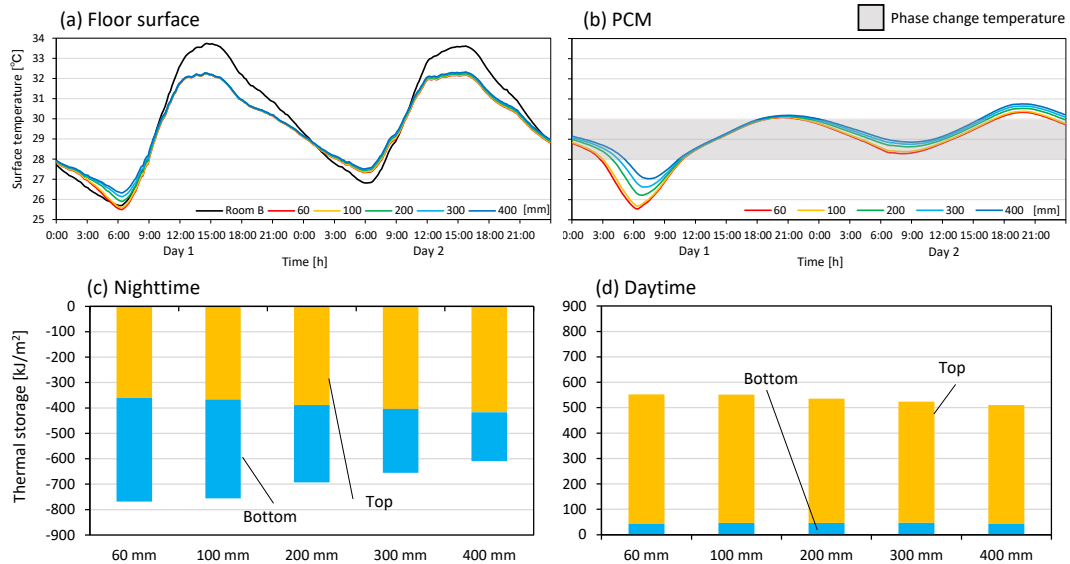 (a) Floor surface
(b) PCM
Phase change temperature
Surface temperature [℃]
34
33
32
31
30
29
28
27
26
25
Room B 60 100 200 300 400 [mm]
60 100 200 300 400 [mm]
0:00 3:00 6:00 9:00 12:00 15:00 18:00 21:00 0:00 3:00 6:00 9:00 12:00 15:00 18:00 21:00
0:00 3:00 6:00 9:00 12:00 15:00 18:00 21:00 0:00 3:00 6:00 9:00 12:00 15:00 18:00 21:00
Day 1 Day 2
Time [h]
Day 1 Day 2
Time [h]
(c) Nighttime
(d) Daytime
Thermal storage [kJ/m²]
0
-100
-200
-300
-400
-500
-600
-700
-800
-900
Bottom
Top
60 mm 100 mm 200 mm 300 mm 400 mm
900
800
700
600
500
400
300
200
100
0
Bottom
Top
60 mm 100 mm 200 mm 300 mm 400 mm